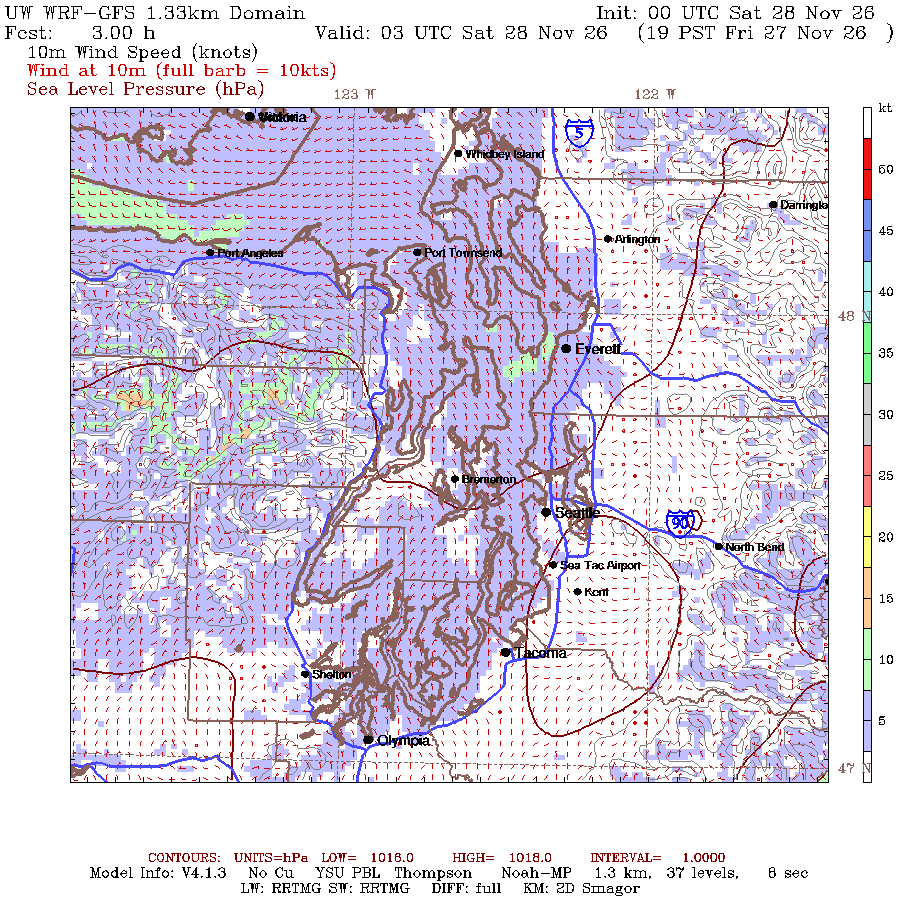 UW WRF-GFS 1.33km Domain Init: 00 UTC Sat 28 Nov 26
Fcst: 3.00 h Valid: 03 UTC Sat 28 Nov 26 (19 PST Fri 27 Nov 26 )
10m Wind Speed (knots)
Wind at 10m (full barb = 10kts)
Sea Level Pressure (hPa)
123 W 122 W
kt
Victoria
5
Whidbey Island
50
Darringto
45
Arlington
Port Angeles
Port Townsend
40
48 N
Everett
35
30
25
Bremerton
Seattle
90
20
North Bend
Sea Tac Airport
Kent
15
Tacoma
10
Shelton
5
Olympia
47 N
CONTOURS: UNITS=hPa LOW= 1016.0 HIGH= 1018.0 INTERVAL= 1.0000
Model Info: V4.1.3 No Cu YSU PBL Thompson Noah-MP 1.3 km, 37 levels, 8 sec
LW: RRTMG SW: RRTMG DIFF: full KM: 2D Smagor